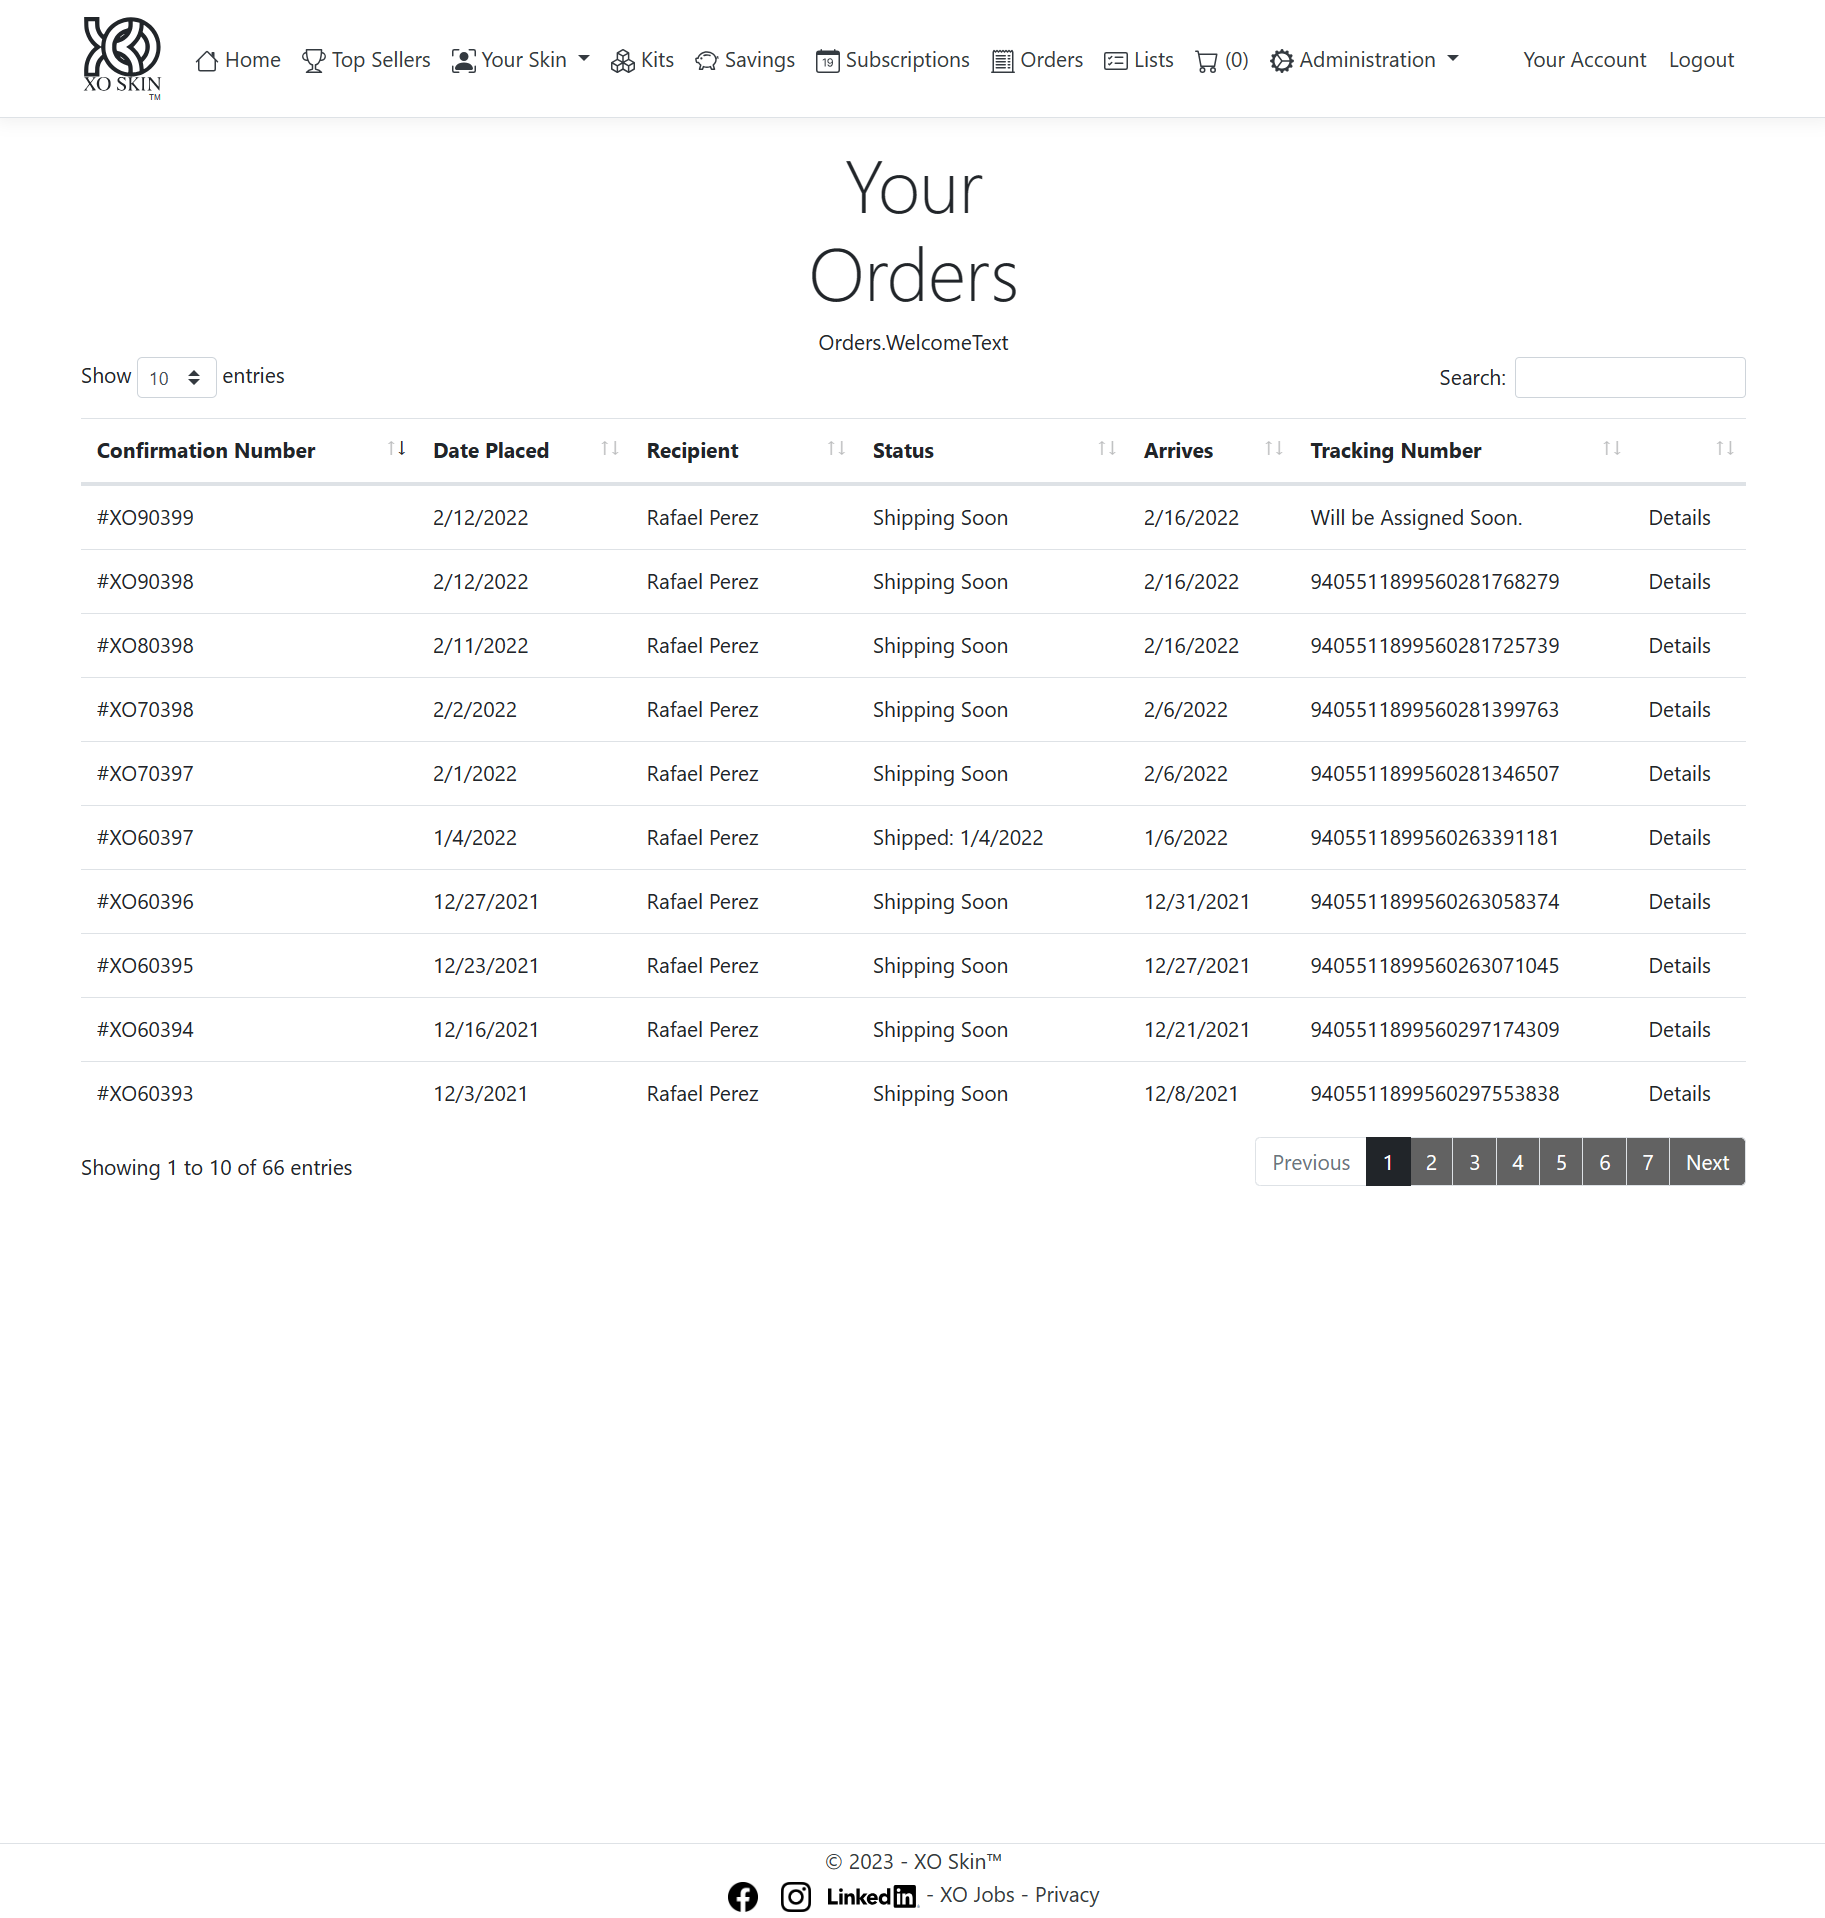 XO SKIN
TM
Home Top Sellers Your Skin Kits Savings 19 Subscriptions Orders Lists (0) Administration Your Account Logout
Your
Orders
Orders.WelcomeText
Show 10 entries Search:
Confirmation Number Date Placed Recipient Status Arrives Tracking Number
#XO90399 2/12/2022 Rafael Perez Shipping Soon 2/16/2022 Will be Assigned Soon. Details
#XO90398 2/12/2022 Rafael Perez Shipping Soon 2/16/2022 9405511899560281768279 Details
#XO80398 2/11/2022 Rafael Perez Shipping Soon 2/16/2022 9405511899560281725739 Details
#XO70398 2/2/2022 Rafael Perez Shipping Soon 2/6/2022 9405511899560281399763 Details
#XO70397 2/1/2022 Rafael Perez Shipping Soon 2/6/2022 9405511899560281346507 Details
#XO60397 1/4/2022 Rafael Perez Shipped: 1/4/2022 1/6/2022 9405511899560263391181 Details
#XO60396 12/27/2021 Rafael Perez Shipping Soon 12/31/2021 9405511899560263058374 Details
#XO60395 12/23/2021 Rafael Perez Shipping Soon 12/27/2021 9405511899560263071045 Details
#XO60394 12/16/2021 Rafael Perez Shipping Soon 12/21/2021 9405511899560297174309 Details
#XO60393 12/3/2021 Rafael Perez Shipping Soon 12/8/2021 9405511899560297553838 Details
Showing 1 to 10 of 66 entries Previous 1 2 3 4 5 6 7 Next
© 2023 - XO Skin™
LinkedIn - XO Jobs - Privacy